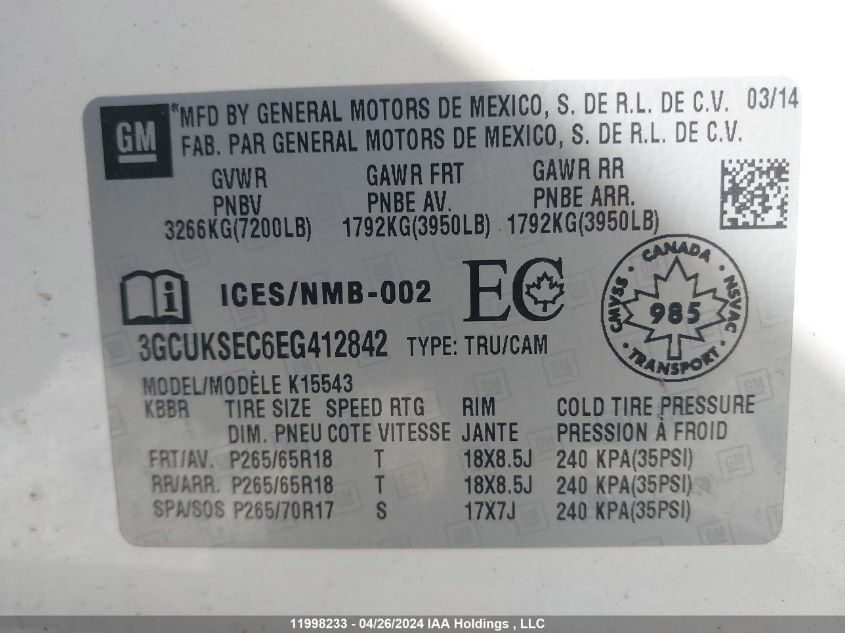 GM
*MFD BY GENERAL MOTORS DE MEXICO, S. DE R.L. DE C.V. 03/14
FAB. PAR GENERAL MOTORS DE MEXICO, S. DE R.L. DE C.V.
GVWR GAWR FRT GAWR RR
PNBV PNBE AV. PNBE ARR.
3266KG(7200LB) 1792KG(3950LB) 1792KG(3950LB)
i ICES/NMB-002 EC
CANADA
CMVSS 985 NSVAC
TRANSPORT
3GCUKSEC6EG412842 TYPE: TRU/CAM
MODEL/MODÈLE K15543
KBBR TIRE SIZE SPEED RTG RIM COLD TIRE PRESSURE
DIM. PNEU COTE VITESSE JANTE PRESSION À FROID
FRT/AV. P265/65R18 T 18X8.5J 240 KPA(35PSI)
RR/ARR. P265/65R18 T 18X8.5J 240 KPA(35PSI)
SPA/SOS P265/70R17 S 17X7J 240 KPA(35PSI)
11998233 - 04/26/2024 IAA Holdings , LLC